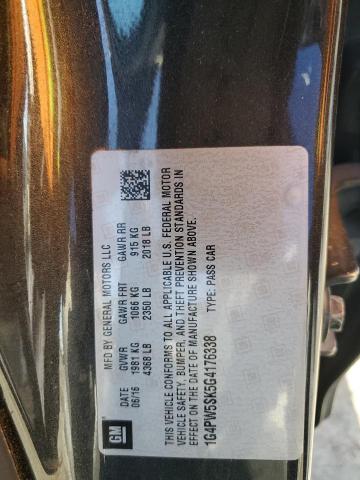 MFD BY GENERAL MOTORS LLC
DATE GVWR GAWR FRT GAWR RR
06/16 1981 KG 1066 KG 915 KG
4368 LB 2350 LB 2018 LB
THIS VEHICLE CONFORMS TO ALL APPLICABLE U.S. FEDERAL MOTOR
VEHICLE SAFETY, BUMPER, AND THEFT PREVENTION STANDARDS IN
EFFECT ON THE DATE OF MANUFACTURE SHOWN ABOVE.
1G4PW5SK5G4176338 TYPE: PASS CAR
GM